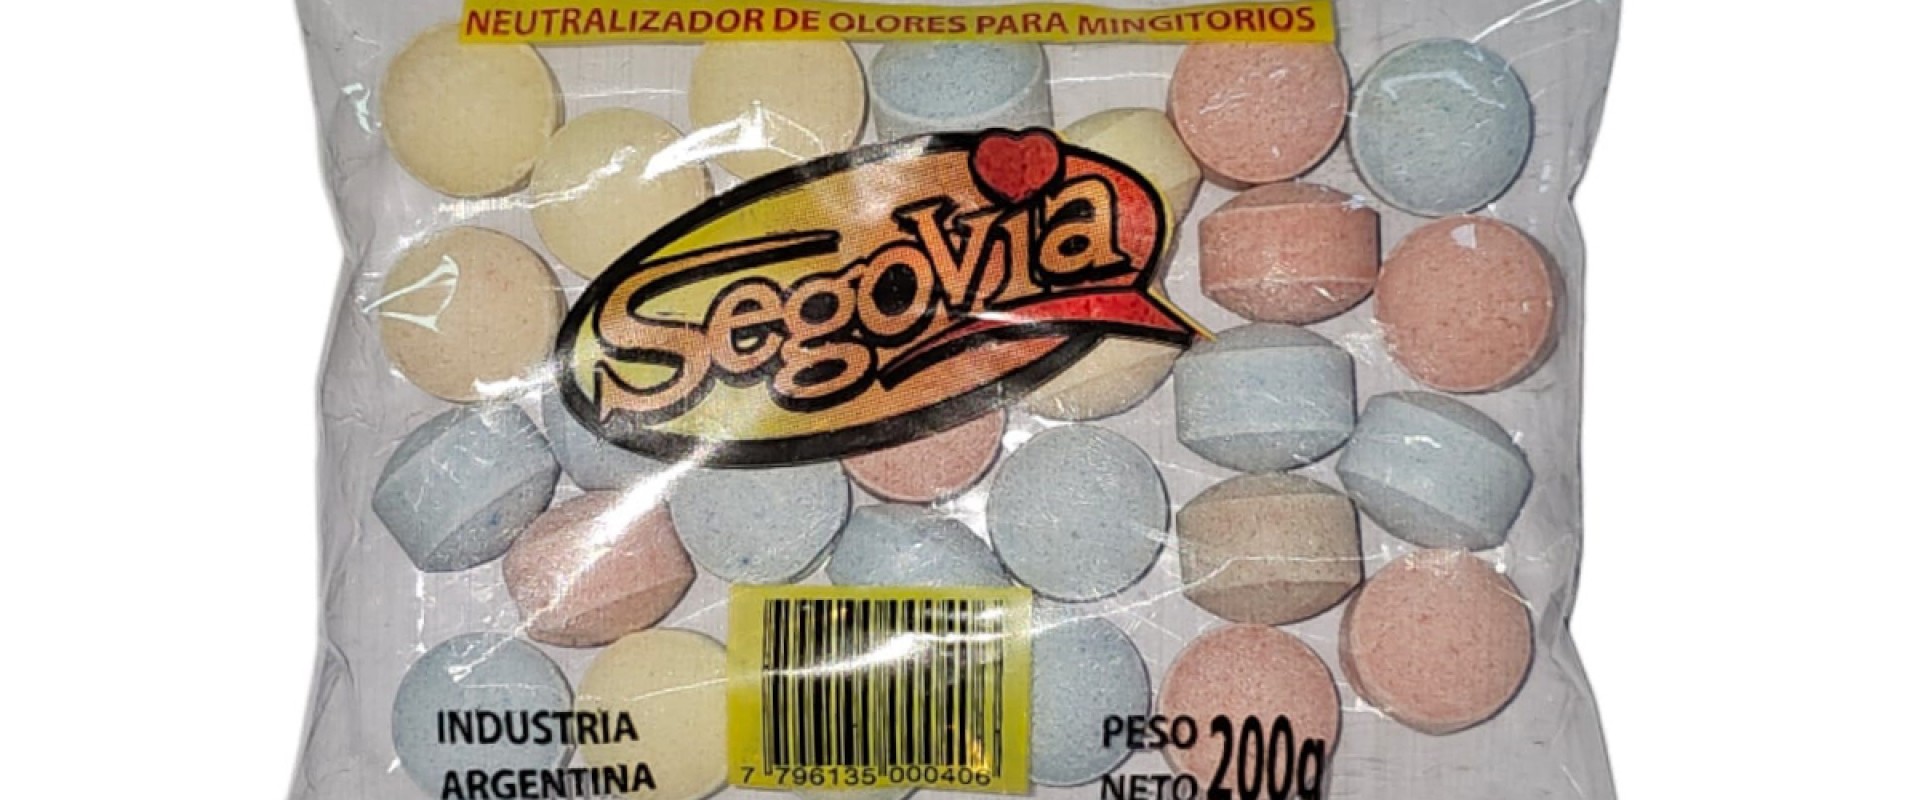 NEUTRALIZADOR DE OLORES PARA MINGITORIOS
Segovia
INDUSTRIA
ARGENTINA
7 796135 000406
PESO
NETO 200g